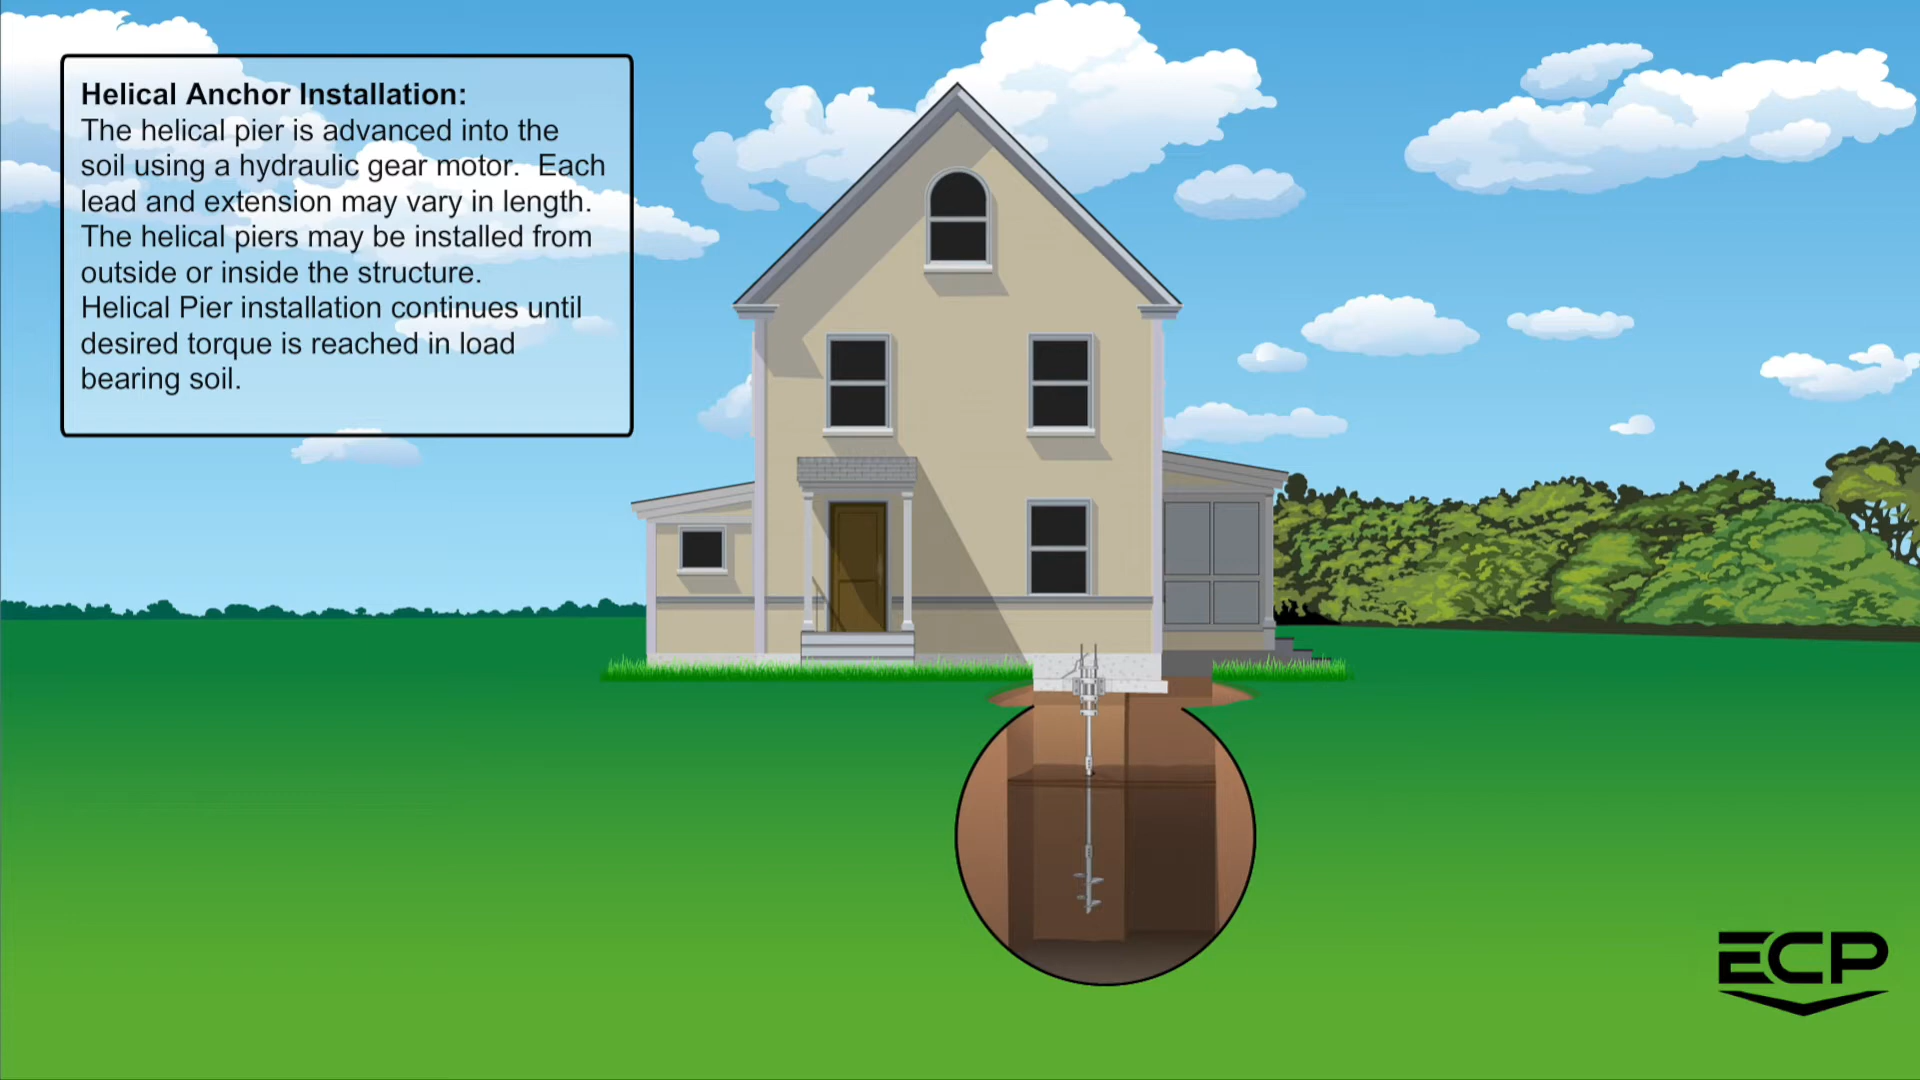 Helical Anchor Installation:
The helical pier is advanced into the
soil using a hydraulic gear motor.  Each
lead and extension may vary in length.
The helical piers may be installed from
outside or inside the structure.
Helical Pier installation continues until
desired torque is reached in load
bearing soil.
ECP